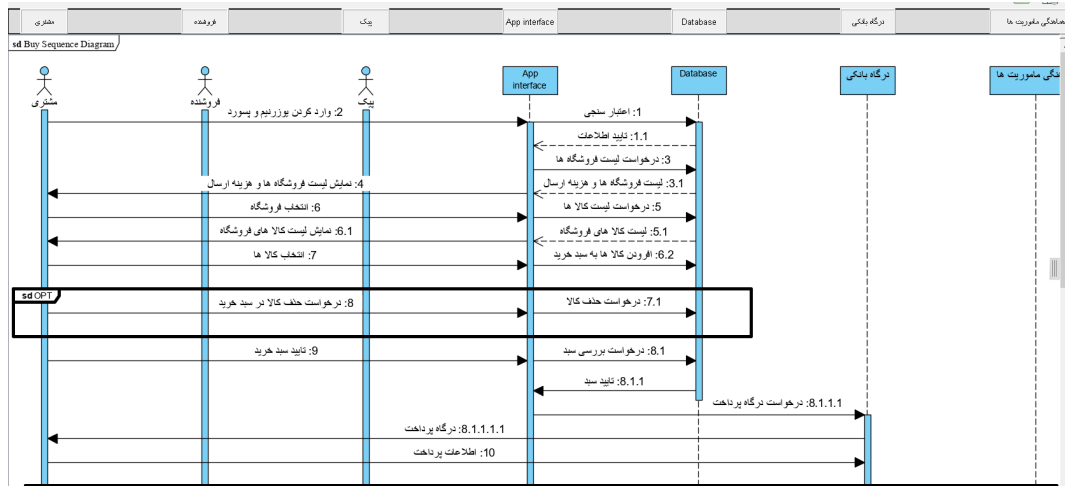 مشتری
فروشنده
پیک
App interface
Database
درگاه بانکی
هماهنگی ماموریت ها
sd Buy Sequence Diagram
مشتری
فروشنده
پیک
App
interface
Database
درگاه بانکی
نگی ماموریت ها
2: وارد کردن یوزرنیم و پسورد
1: اعتبار سنجی
1.1: تایید اطلاعات
3: درخواست لیست فروشگاه ها
4: نمایش لیست فروشگاه ها و هزینه ارسال
3.1: لیست فروشگاه ها و هزینه ارسال
6: انتخاب فروشگاه
5: درخواست لیست کالا ها
6.1: نمایش لیست کالا های فروشگاه
5.1: لیست کالا های فروشگاه
7: انتخاب کالا ها
6.2: افزودن کالا ها به سبد خرید
sd OPT
8: درخواست حذف کالا در سبد خرید
7.1: درخواست حذف کالا
9: تایید سبد خرید
8.1: درخواست بررسی سبد
8.1.1: تایید سبد
8.1.1.1: درخواست درگاه پرداخت
8.1.1.1.1: درگاه پرداخت
10: اطلاعات پرداخت